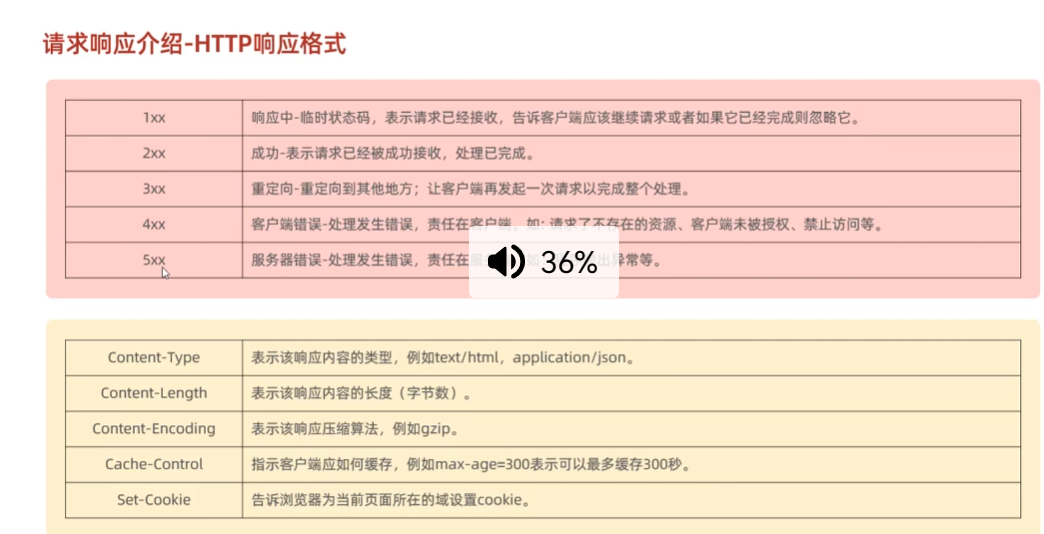 请求响应介绍-HTTP响应格式
1xx 响应中-临时状态码，表示请求已经接收，告诉客户端应该继续请求或者如果它已经完成则忽略它。
2xx 成功-表示请求已经被成功接收，处理已完成。
3xx 重定向-重定向到其他地方；让客户端再发起一次请求以完成整个处理。
4xx 客户端错误-处理发生错误，责任在客户端。如：请求了不存在的资源、客户端未被授权、禁止访问等。
5xx 服务器错误-处理发生错误，责任在 异常等。
36%
Content-Type 表示该响应内容的类型，例如text/html，application/json。
Content-Length 表示该响应内容的长度（字节数）。
Content-Encoding 表示该响应压缩算法，例如gzip。
Cache-Control 指示客户端应如何缓存，例如max-age=300表示可以最多缓存300秒。
Set-Cookie 告诉浏览器为当前页面所在的域设置cookie。